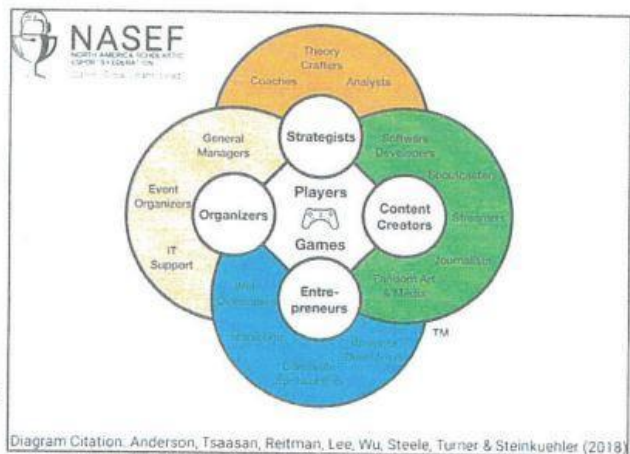 NASEF
NORTH AMERICA SCHOLASTIC
ESPORTS FEDERATION
Theory
Crafters
Coaches
Analysts
Strategists
General
Managers
Software
Developers
Event
Organizers
Organizers
Players
Games
Content
Creators
Streamers
IT
Support
Journalists
Fandom Art
& Media
Entre-
preneurs
Web
TM
Diagram Citation: Anderson, Tsaasan, Reitman, Lee, Wu, Steele, Turner & Steinkuehler (2018)